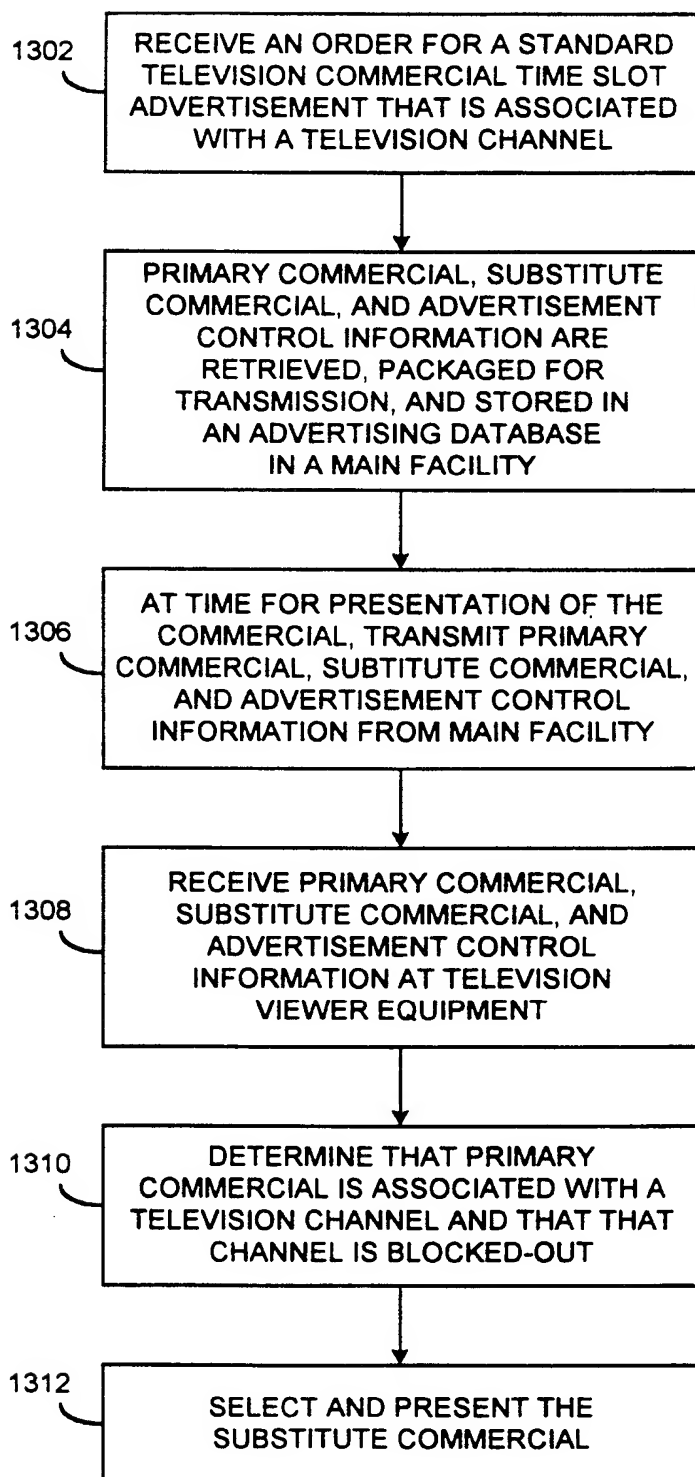 1302
RECEIVE AN ORDER FOR A STANDARD
TELEVISION COMMERCIAL TIME SLOT
ADVERTISEMENT THAT IS ASSOCIATED
WITH A TELEVISION CHANNEL
1304
PRIMARY COMMERCIAL, SUBSTITUTE
COMMERCIAL, AND ADVERTISEMENT
CONTROL INFORMATION ARE
RETRIEVED, PACKAGED FOR
TRANSMISSION, AND STORED IN
AN ADVERTISING DATABASE
IN A MAIN FACILITY
1306
AT TIME FOR PRESENTATION OF THE
COMMERCIAL, TRANSMIT PRIMARY
COMMERCIAL, SUBTITUTE COMMERCIAL,
AND ADVERTISEMENT CONTROL
INFORMATION FROM MAIN FACILITY
1308
RECEIVE PRIMARY COMMERCIAL,
SUBSTITUTE COMMERCIAL, AND
ADVERTISEMENT CONTROL
INFORMATION AT TELEVISION
VIEWER EQUIPMENT
1310
DETERMINE THAT PRIMARY
COMMERCIAL IS ASSOCIATED WITH A
TELEVISION CHANNEL AND THAT THAT
CHANNEL IS BLOCKED-OUT
1312
SELECT AND PRESENT THE
SUBSTITUTE COMMERCIAL